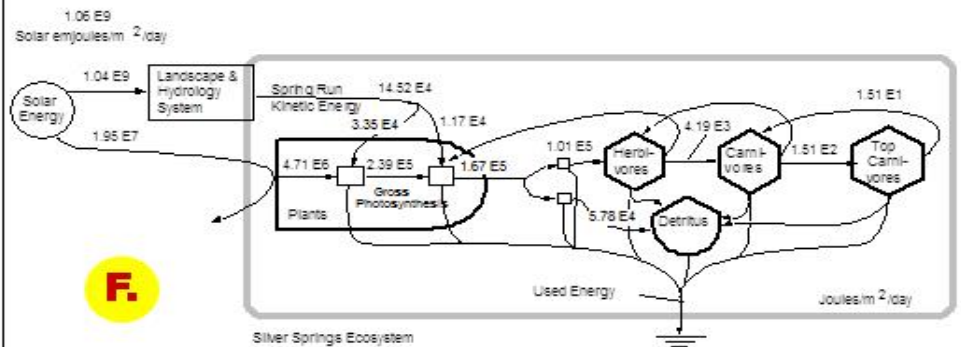 1.06 E9
Solar emjoules/m 2 /day
1.04 E9
Landscape &
Hydrology
System
Solar
Energy
1.95 E7
Spring Run
Kinetic Energy
14.52 E4
3.35 E4
1.17 E4
4.71 E6
2.39 E5
1.67 E5
Gross
Photosynthesis
Plants
1.01 E5
5.78 E4
Herbi-
vores
4.19 E3
Carni-
vores
1.51 E2
1.51 E1
Top
Carni-
vores
Detritus
Used Energy
Joules/m 2 /day
F.
Silver Springs Ecosystem